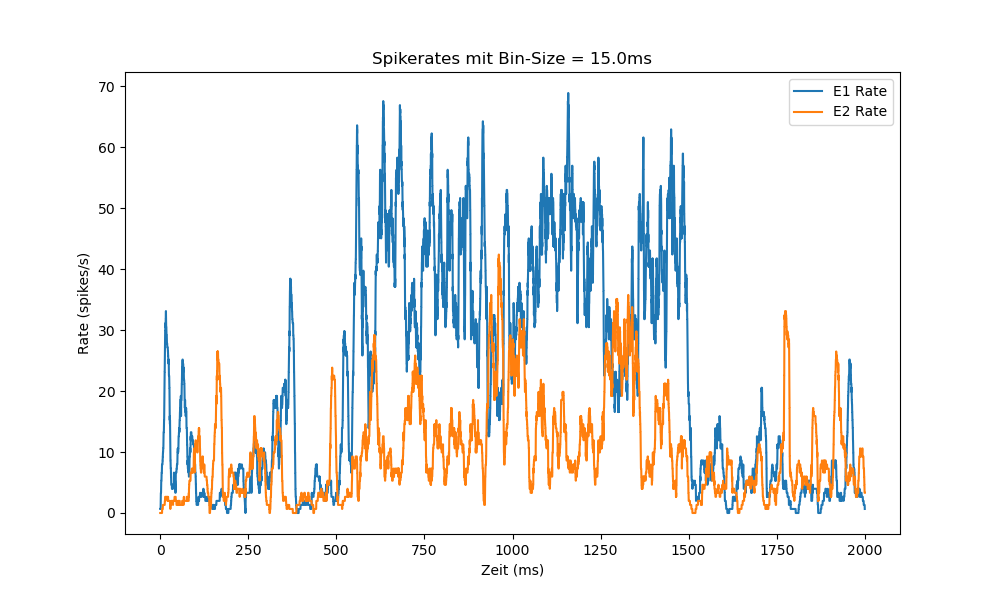 Spikerates mit Bin-Size = 15.0ms
E1 Rate
E2 Rate
Rate (spikes/s)
70
60
50
40
30
20
10
0
0 250 500 750 1000 1250 1500 1750 2000
Zeit (ms)